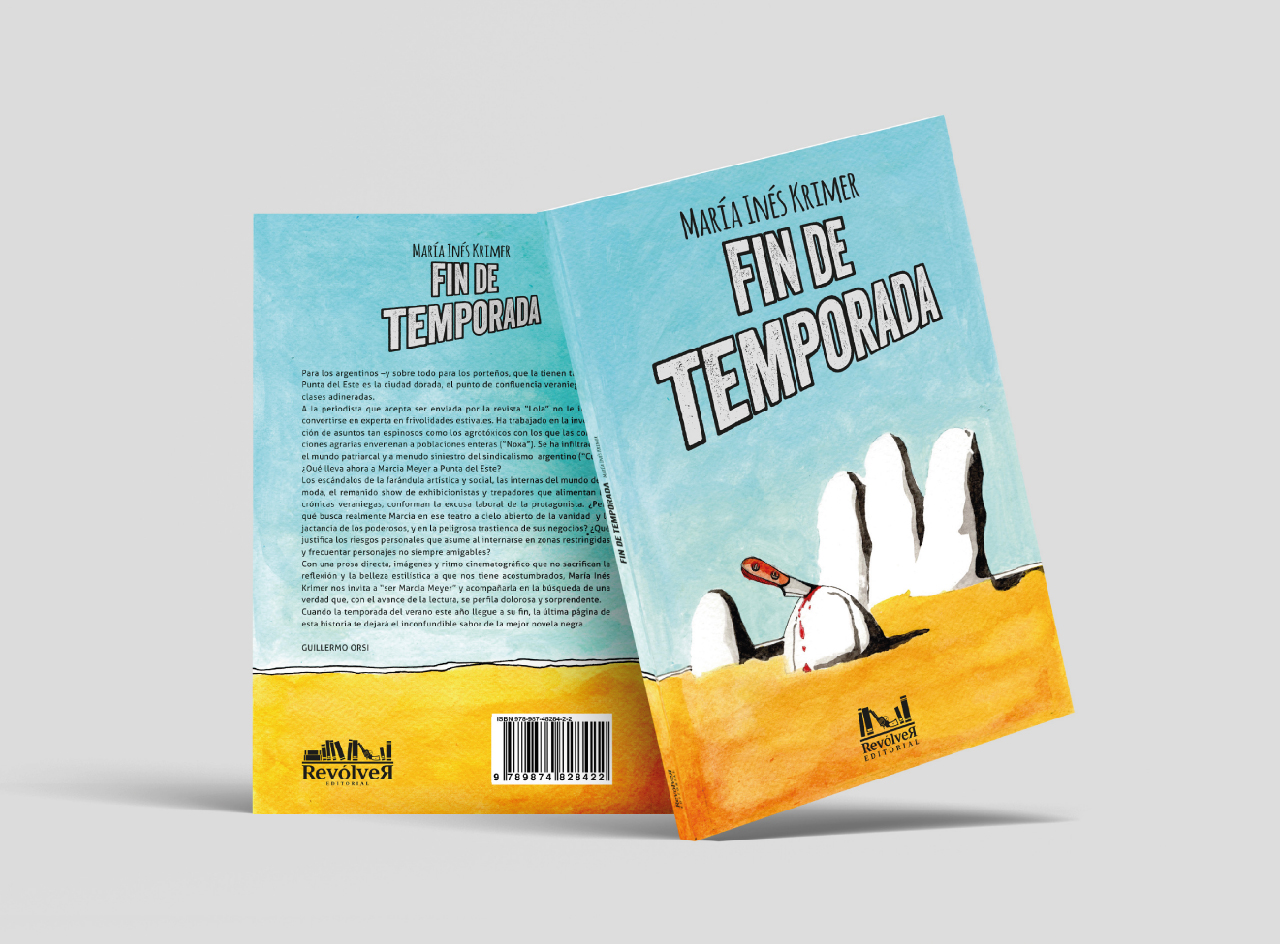 MARÍA INÉS KRIMER
FIN DE
TEMPORADA
Para los argentinos –y sobre todo para los porteños, que la tienen
Punta del Este es la ciudad dorada, el punto de confluencia
clases adineradas.
A la periodista que acepta ser enviada por la revista "Lola" no le
convertirse en experta en frivolidades estivales. Ha trabajado en la
ción de asuntos tan espinosos como los agrotóxicos con los que las
ciones agrarias envenenan a poblaciones enteras ("Noxa"). Se ha
el mundo patriarcal y a menudo siniestro del sindicalismo argentino
¿Qué lleva ahora a Marcia Meyer a Punta del Este?
Los escándalos de la farándula artística y social, las internas del mundo de
moda, el remanido show de exhibicionistas y trepadores que alimentan
crónicas veraniegas, conforman la excusa laboral de la protagonista.
qué busca realmente Marcia en ese teatro a cielo abierto de la vanidad y
jactancia de los poderosos, y en la peligrosa trastienda de sus negocios? ¿Qué
justifica los riesgos personales que asume al internarse en zonas restringidas
y frecuentar personajes no siempre amigables?
Con una prosa directa, imágenes y ritmo cinematográfico que no sacrifican la
reflexión y la belleza estilística a que nos tiene acostumbrados, María Inés
Krimer nos invita a "ser Marcia Meyer" y acompañarla en la búsqueda de una
verdad que, con el avance de la lectura, se perfila dolorosa y sorprendente.
Cuando la temporada del verano este año llegue a su fin, la última página de
esta historia te dejará el inconfundible sabor de la mejor novela negra.
GUILLERMO ORSI
RevólveR
EDITORIAL
ISBN 978-987-48284-2-2
9 789874 828422
FIN DE TEMPORADA MARÍA INÉS KRIMER
MARÍA INÉS KRIMER
FIN DE
TEMPORADA
RevólveR
EDITORIAL